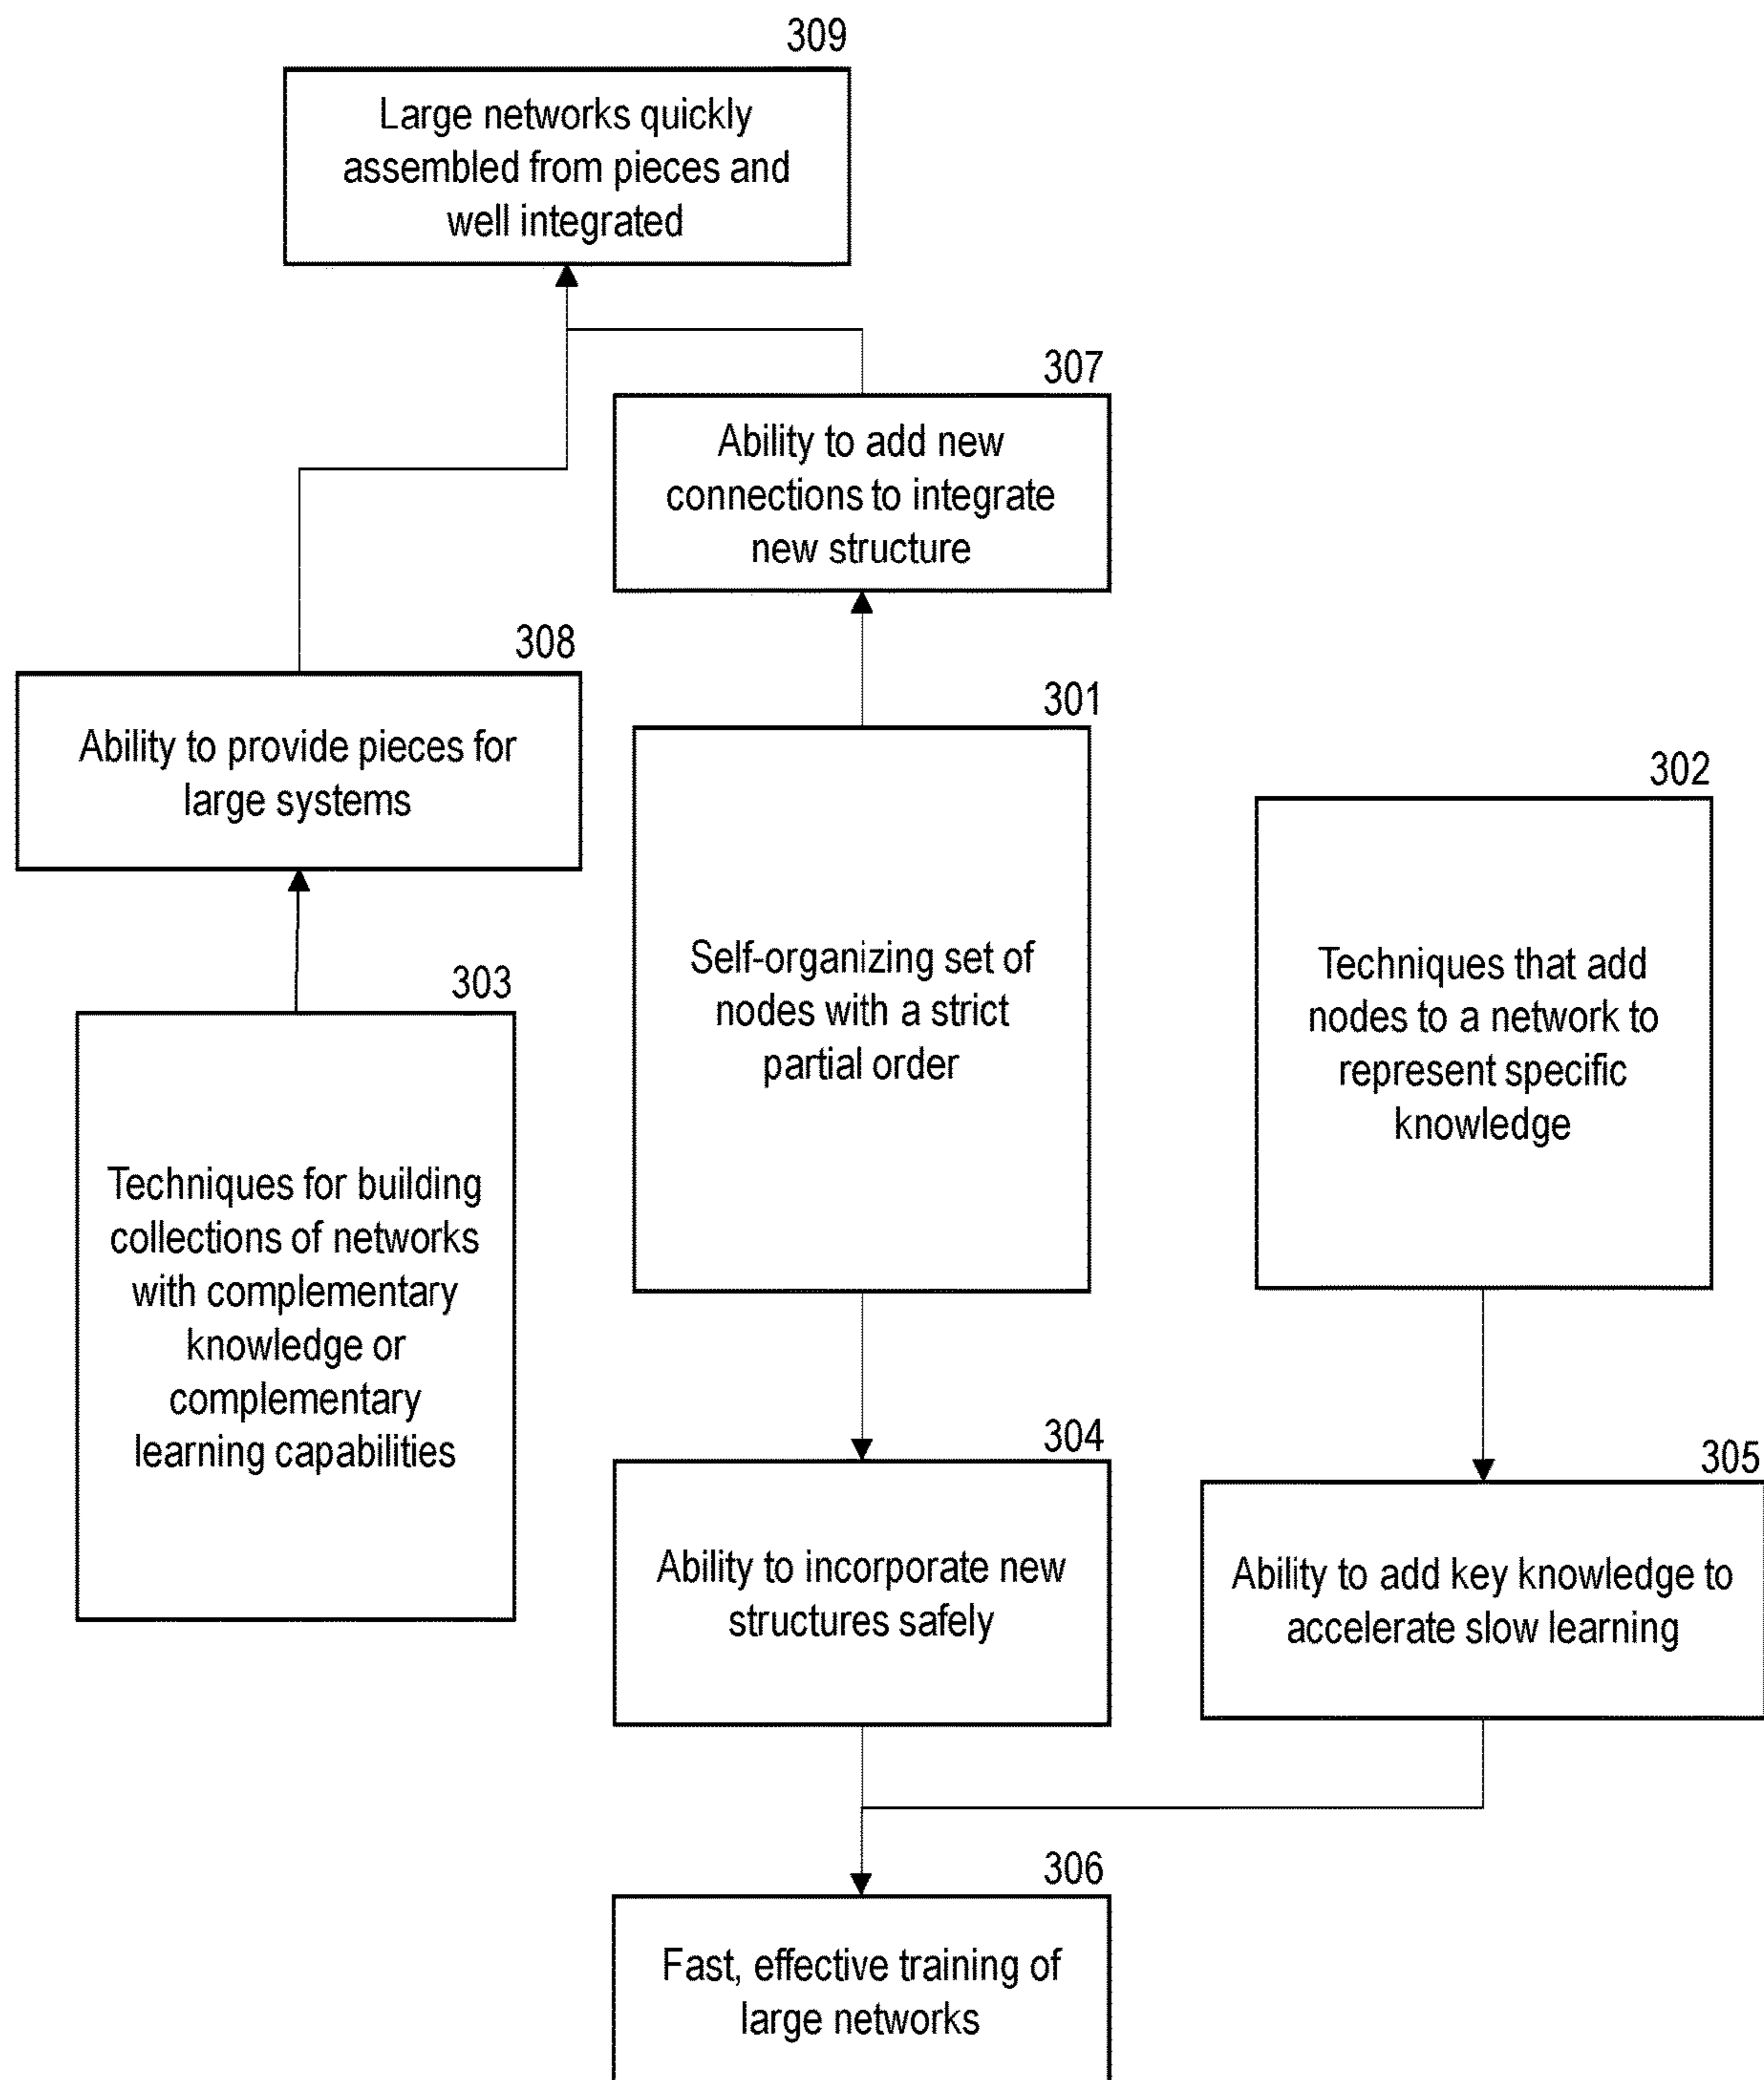 309
Large networks quickly
assembled from pieces and
well integrated
307
Ability to add new
connections to integrate
new structure
308
Ability to provide pieces for
large systems
301
Self-organizing set of
nodes with a strict
partial order
302
Techniques that add
nodes to a network to
represent specific
knowledge
303
Techniques for building
collections of networks
with complementary
knowledge or
complementary
learning capabilities
304
Ability to incorporate new
structures safely
305
Ability to add key knowledge to
accelerate slow learning
306
Fast, effective training of
large networks